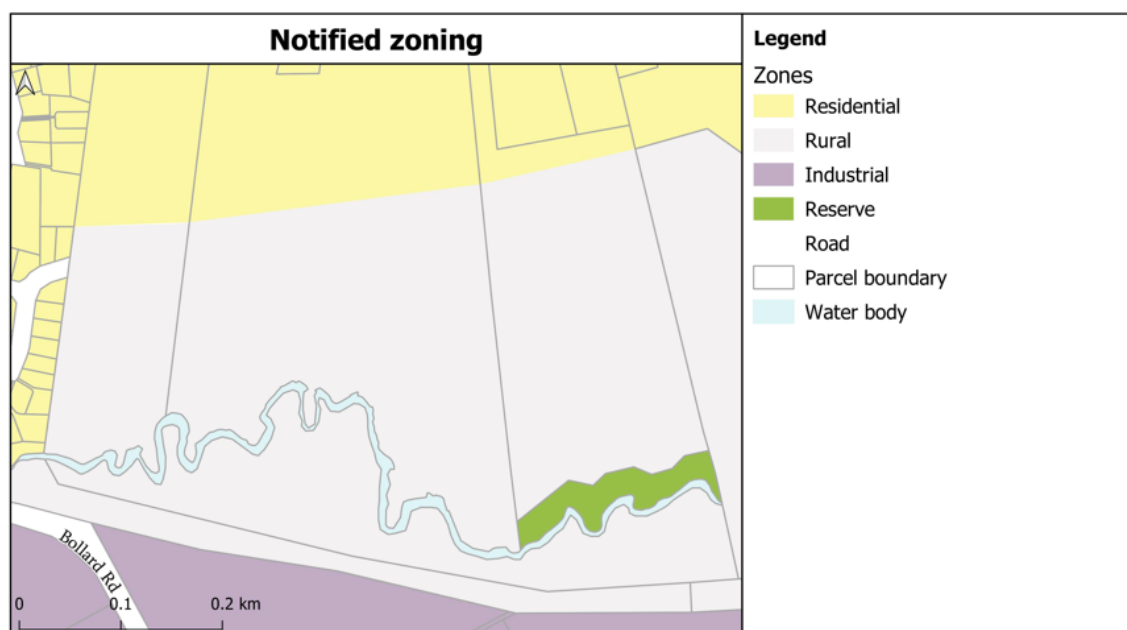 Notified zoning
Legend
Zones
Residential
Rural
Industrial
Reserve
Road
Parcel boundary
Water body
Bollard Rd
0 0.1 0.2 km